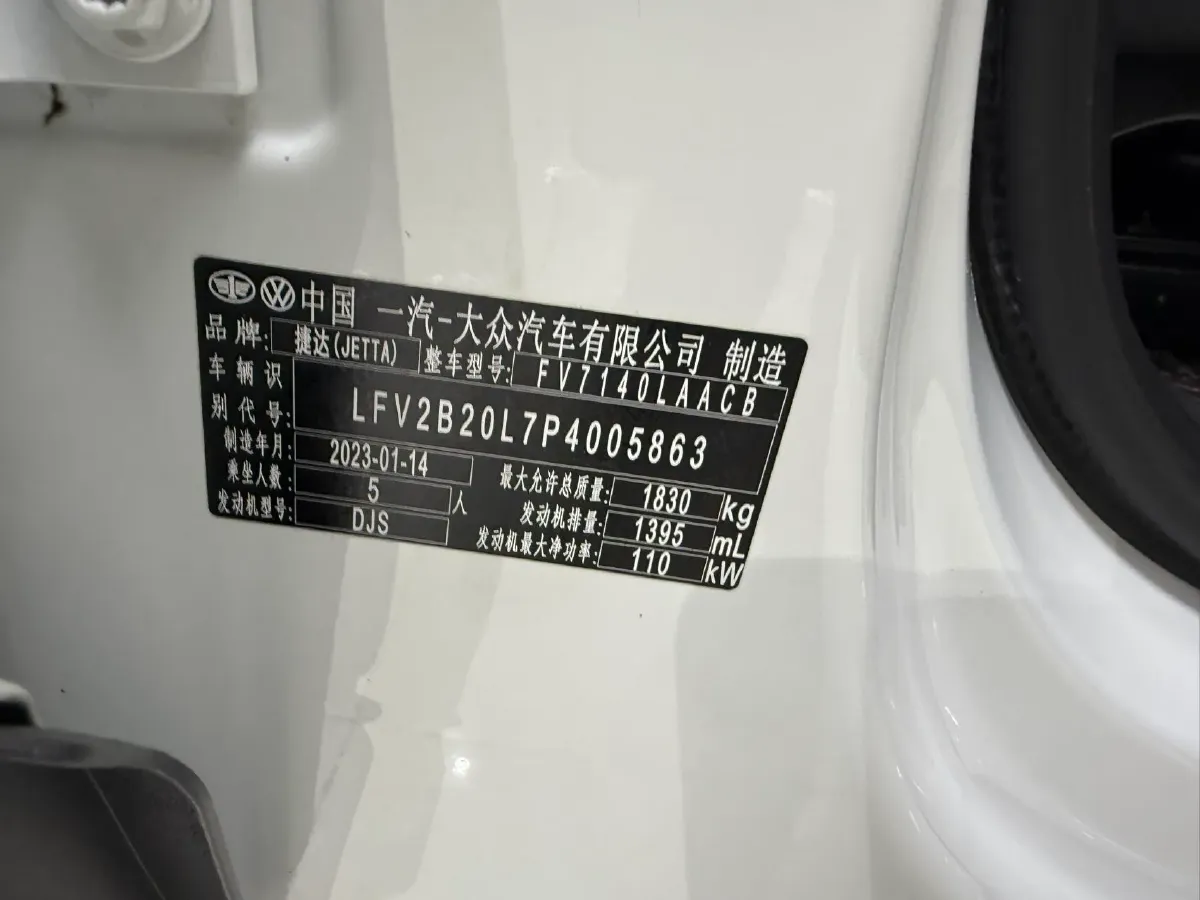 中国 一汽-大众汽车有限公司 制造
品牌: 捷达(JETTA) 整车型号: FV7140LAACB
车辆识别代号: LFV2B20L7P4005863
制造年月: 2023-01-14 最大允许总质量: 1830 kg
乘坐人数: 5 人 发动机排量: 1395 mL
发动机型号: DJS 发动机最大净功率: 110 kW